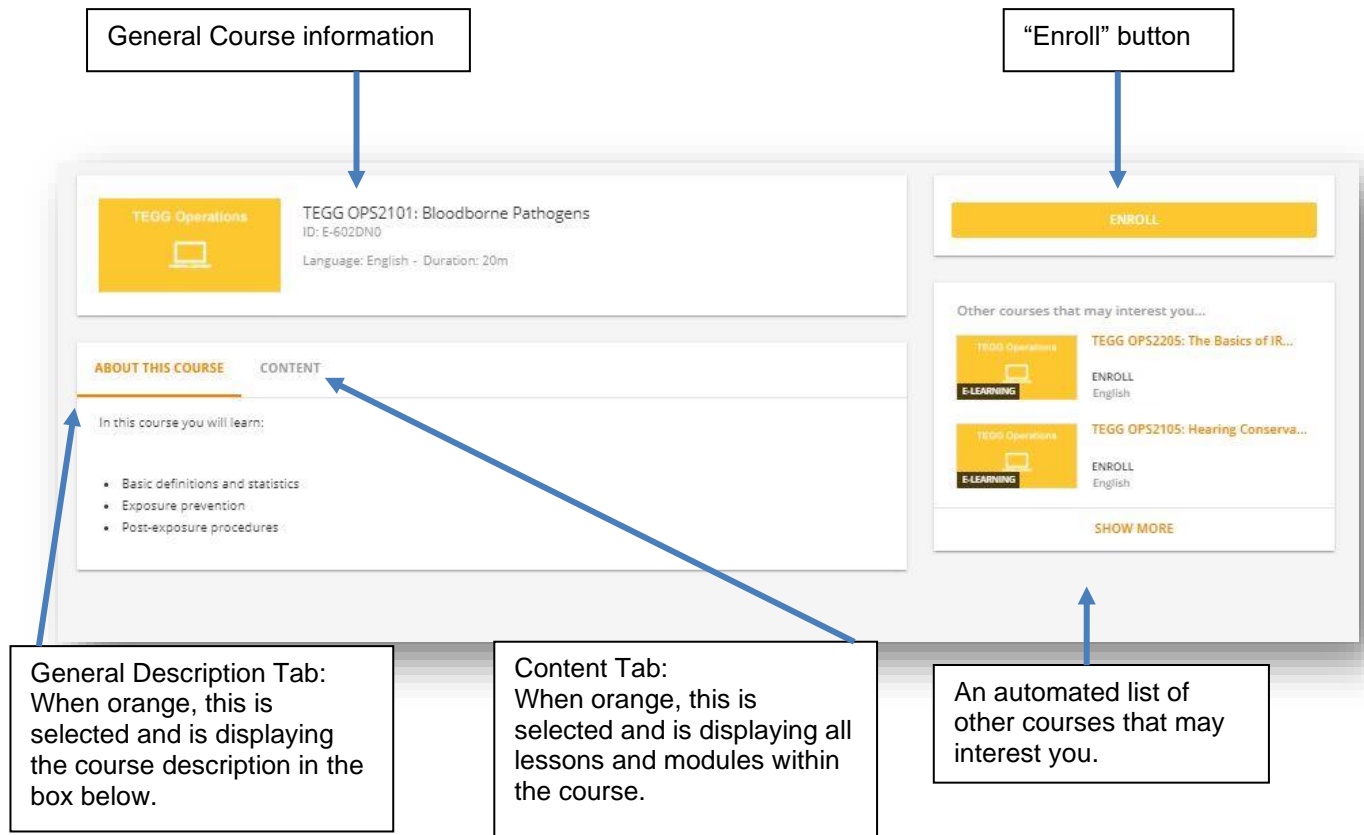 General Course information
“Enroll” button
TEGG Operations
TEGG OPS2101: Bloodborne Pathogens
ID: E-602DN0
Language: English - Duration: 20m
ENROLL
Other courses that may interest you...
TEGG Operations
E-LEARNING
TEGG OPS2205: The Basics of IR...
ENROLL
English
TEGG Operations
E-LEARNING
TEGG OPS2105: Hearing Conserva...
ENROLL
English
SHOW MORE
ABOUT THIS COURSE
CONTENT
In this course you will learn:
• Basic definitions and statistics
• Exposure prevention
• Post-exposure procedures
General Description Tab:
When orange, this is
selected and is displaying
the course description in the
box below.
Content Tab:
When orange, this is
selected and is displaying all
lessons and modules within
the course.
An automated list of
other courses that may
interest you.